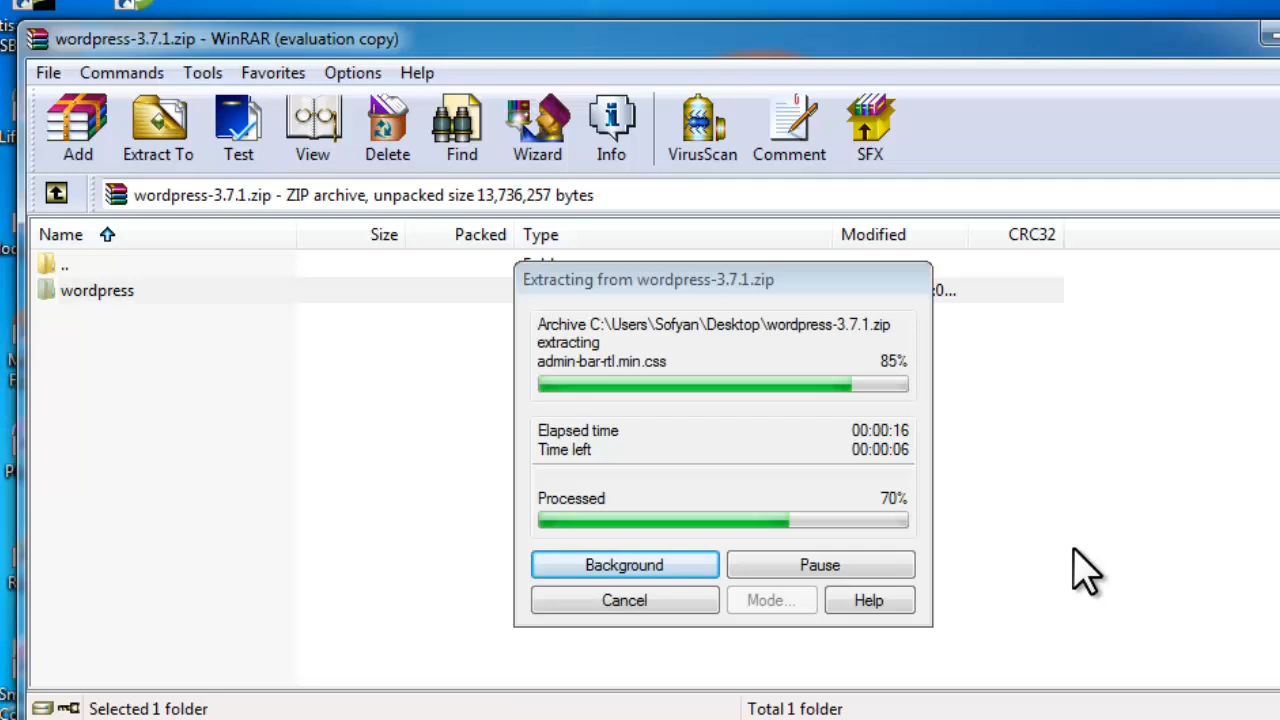 wordpress-3.7.1.zip - WinRAR (evaluation copy)
File Commands Tools Favorites Options Help
Add Extract To Test View Delete Find Wizard Info VirusScan Comment SFX
wordpress-3.7.1.zip - ZIP archive, unpacked size 13,736,257 bytes
Name Size Packed Type Modified CRC32
..
wordpress :0...
Extracting from wordpress-3.7.1.zip
Archive C:\Users\Sofyan\Desktop\wordpress-3.7.1.zip
extracting
admin-bar-rtl.min.css 85%
Elapsed time 00:00:16
Time left 00:00:06
Processed 70%
Background Pause
Cancel Mode... Help
Selected 1 folder Total 1 folder